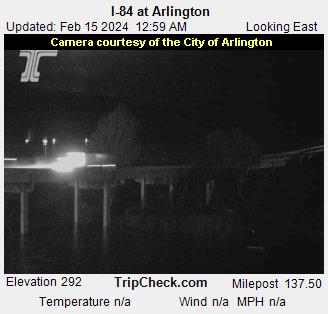 I-84 at Arlington
Updated: Feb 15 2024 12:59 AM Looking East
Camera courtesy of the City of Arlington
Elevation 292 TripCheck.com Milepost 137.50
Temperature n/a Wind n/a MPH n/a